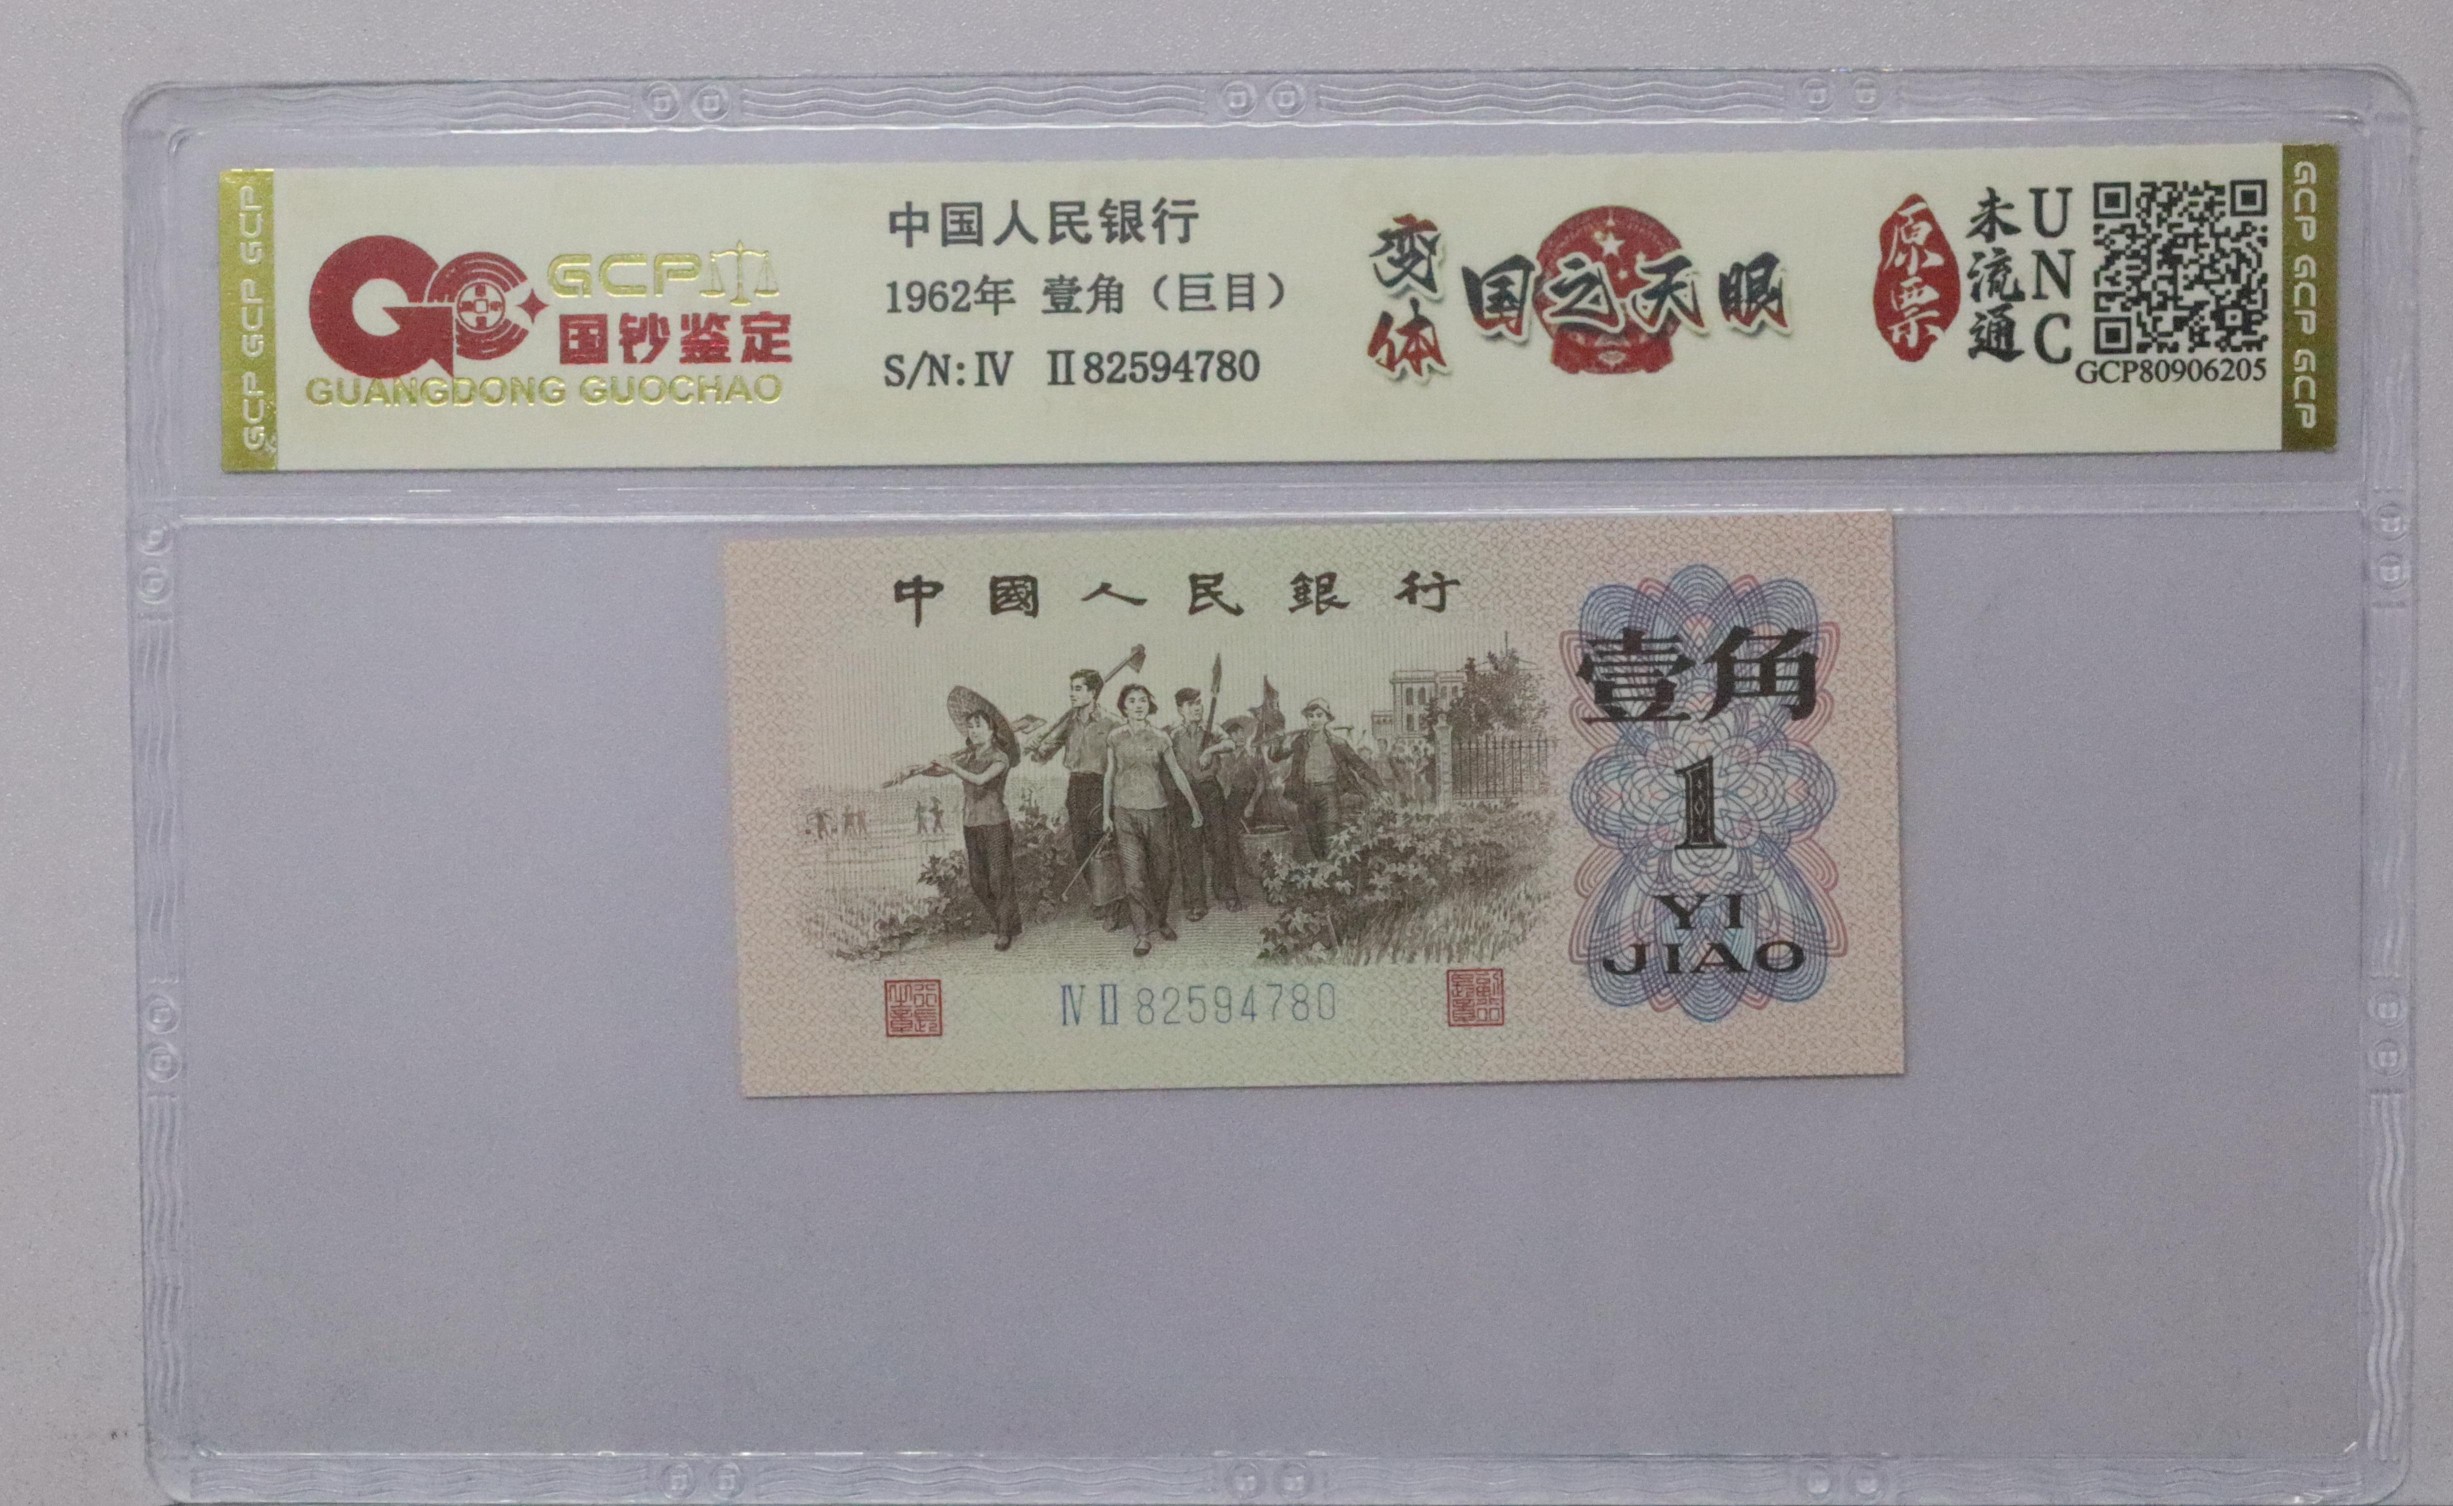 GCP GCP GCP
GCP
国钞鉴定
GUANGDONG GUOCHAO
中国人民银行
1962年 壹角（巨目）
S/N: Ⅳ Ⅱ82594780
变体
国之天眼
原票
未流通
UNC
GCP80906205
GCP GCP GCP
中國人民銀行
壹角
1
YI
JIAO
ⅣⅡ82594780